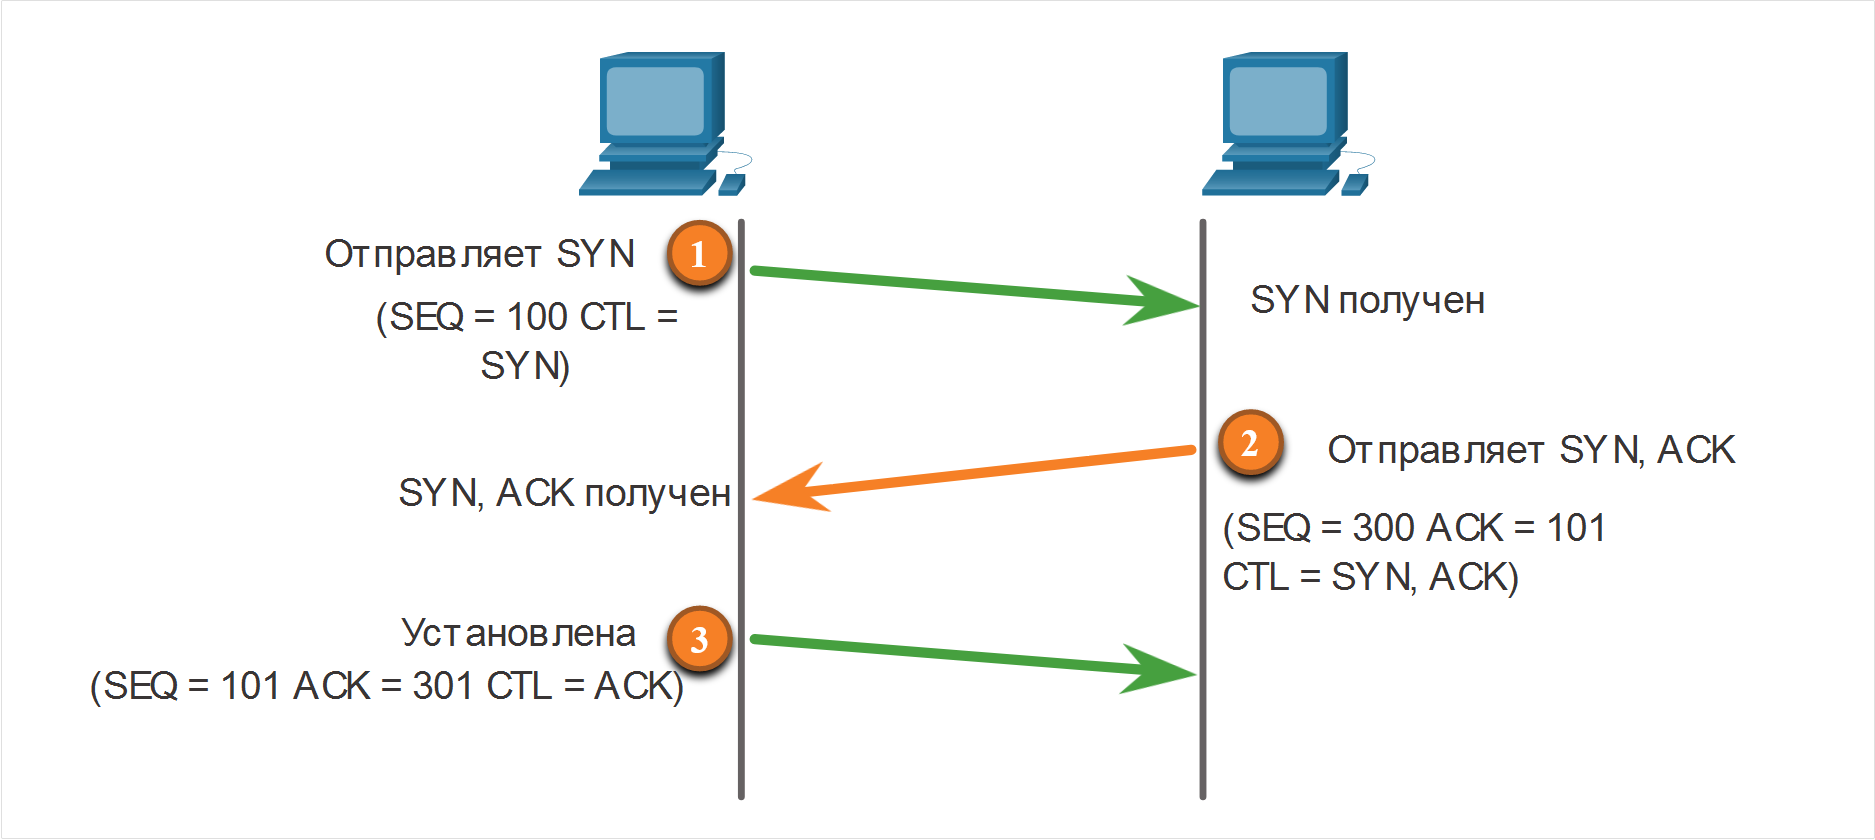 1
Отправляет SYN
(SEQ = 100 CTL =
SYN)
SYN получен
2
Отправляет SYN, ACK
(SEQ = 300 ACK = 101
CTL = SYN, ACK)
SYN, ACK получен
3
Установлена
(SEQ = 101 ACK = 301 CTL = ACK)